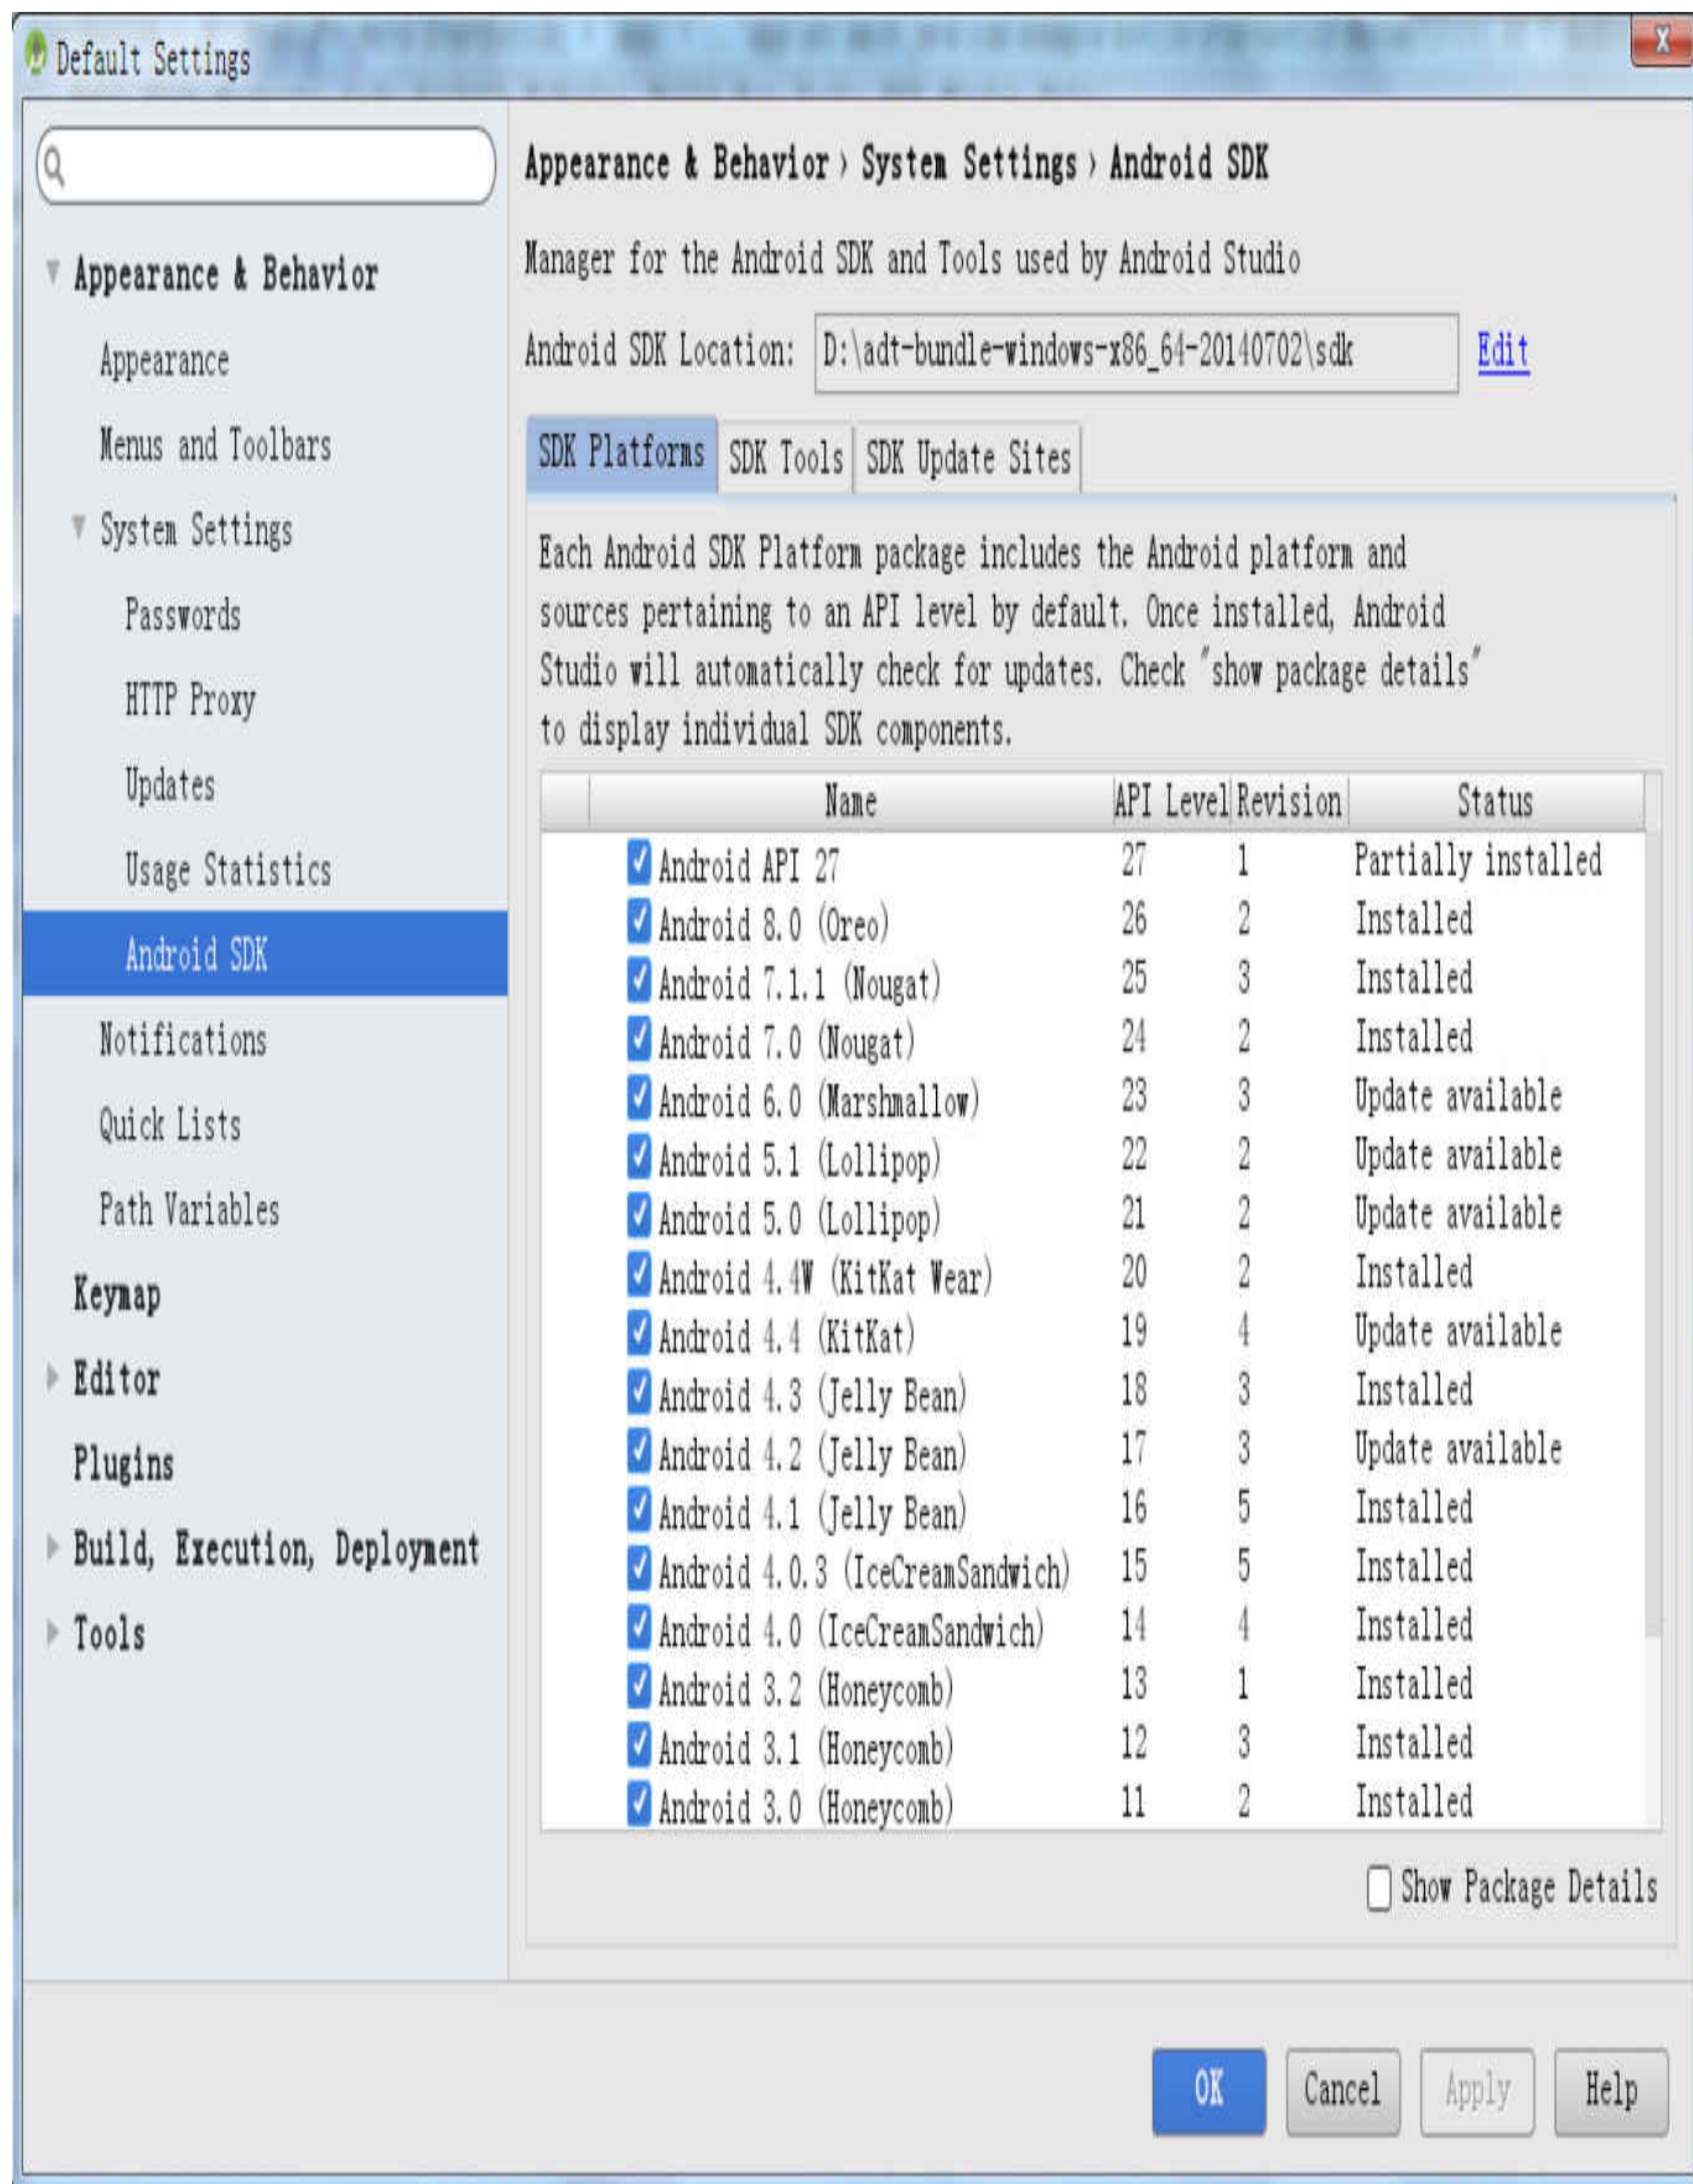 Default Settings
Appearance & Behavior
Appearance
Menus and Toolbars
System Settings
Passwords
HTTP Proxy
Updates
Usage Statistics
Android SDK
Notifications
Quick Lists
Path Variables
Keymap
Editor
Plugins
Build, Execution, Deployment
Tools
Appearance & Behavior › System Settings › Android SDK
Manager for the Android SDK and Tools used by Android Studio
Android SDK Location: D:\adt-bundle-windows-x86_64-20140702\sdk Edit
SDK Platforms SDK Tools SDK Update Sites
Each Android SDK Platform package includes the Android platform and
sources pertaining to an API level by default. Once installed, Android
Studio will automatically check for updates. Check "show package details"
to display individual SDK components.
Name API Level Revision Status
Android API 27 27 1 Partially installed
Android 8.0 (Oreo) 26 2 Installed
Android 7.1.1 (Nougat) 25 3 Installed
Android 7.0 (Nougat) 24 2 Installed
Android 6.0 (Marshmallow) 23 3 Update available
Android 5.1 (Lollipop) 22 2 Update available
Android 5.0 (Lollipop) 21 2 Update available
Android 4.4W (KitKat Wear) 20 2 Installed
Android 4.4 (KitKat) 19 4 Update available
Android 4.3 (Jelly Bean) 18 3 Installed
Android 4.2 (Jelly Bean) 17 3 Update available
Android 4.1 (Jelly Bean) 16 5 Installed
Android 4.0.3 (IceCreamSandwich) 15 5 Installed
Android 4.0 (IceCreamSandwich) 14 4 Installed
Android 3.2 (Honeycomb) 13 1 Installed
Android 3.1 (Honeycomb) 12 3 Installed
Android 3.0 (Honeycomb) 11 2 Installed
Show Package Details
OK Cancel Apply Help